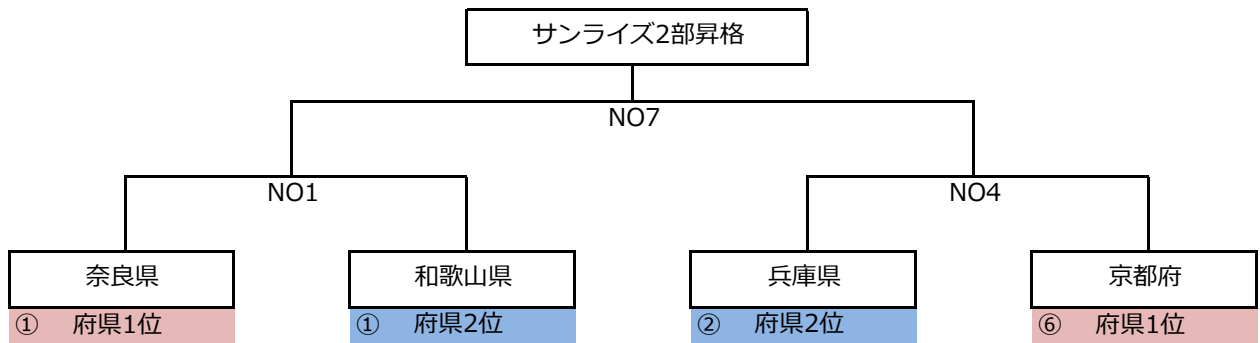 サンライズ2部昇格
NO7
NO1
NO4
奈良県
和歌山県
兵庫県
京都府
① 府県1位
① 府県2位
② 府県2位
⑥ 府県1位